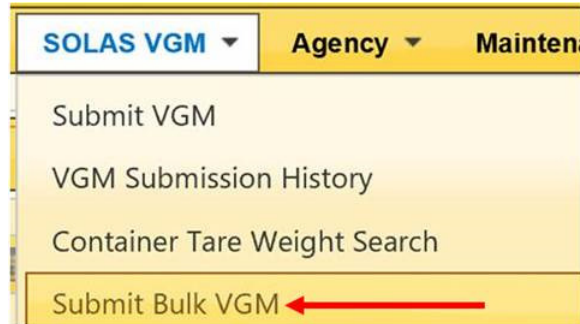 SOLAS VGM Agency
Submit VGM
VGM Submission History
Container Tare Weight Search
Submit Bulk VGM